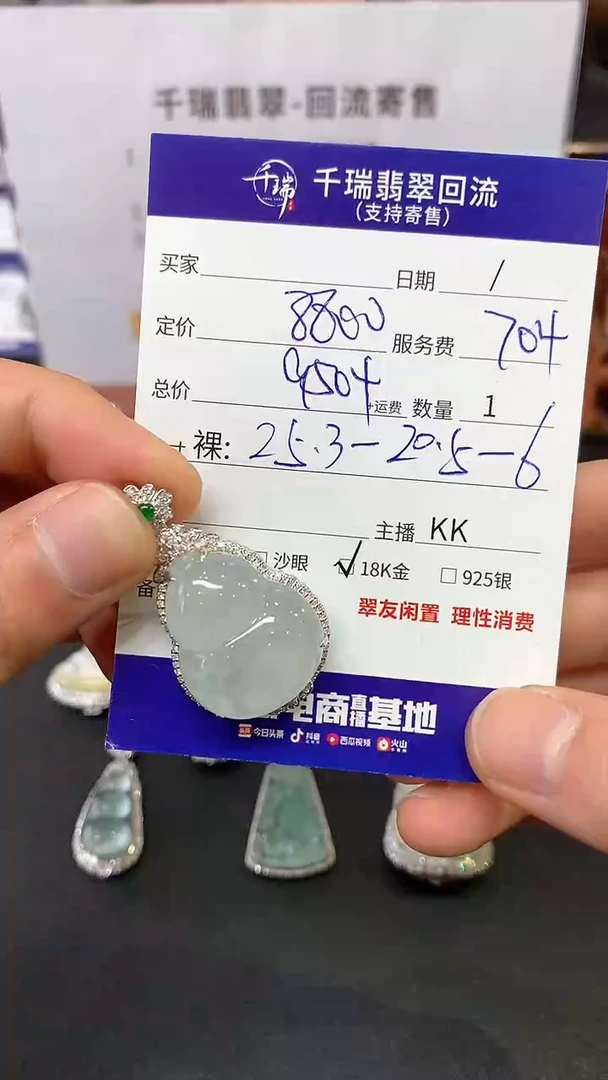 千瑞翡翠-回流寄售
千瑞 千瑞翡翠回流
(支持寄售)
买家 日期 /
定价 8800 服务费 704
总价 9504 +运费 数量 1
裸: 25.3-20.5-6
主播 KK
沙眼 ✓ 18K金 □ 925银
备
翠友闲置 理性消费
电商直播基地
今日头条 抖音 西瓜视频 火山